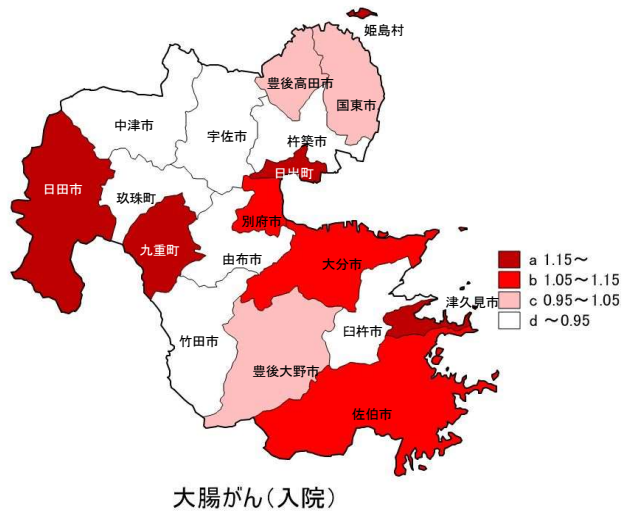 姫島村
豊後高田市
国東市
中津市
宇佐市
杵築市
日出町
日田市
玖珠町
別府市
九重町
由布市
大分市
a 1.15～
b 1.05～1.15
c 0.95～1.05
d ～0.95
津久見市
臼杵市
竹田市
豊後大野市
佐伯市
大腸がん(入院)